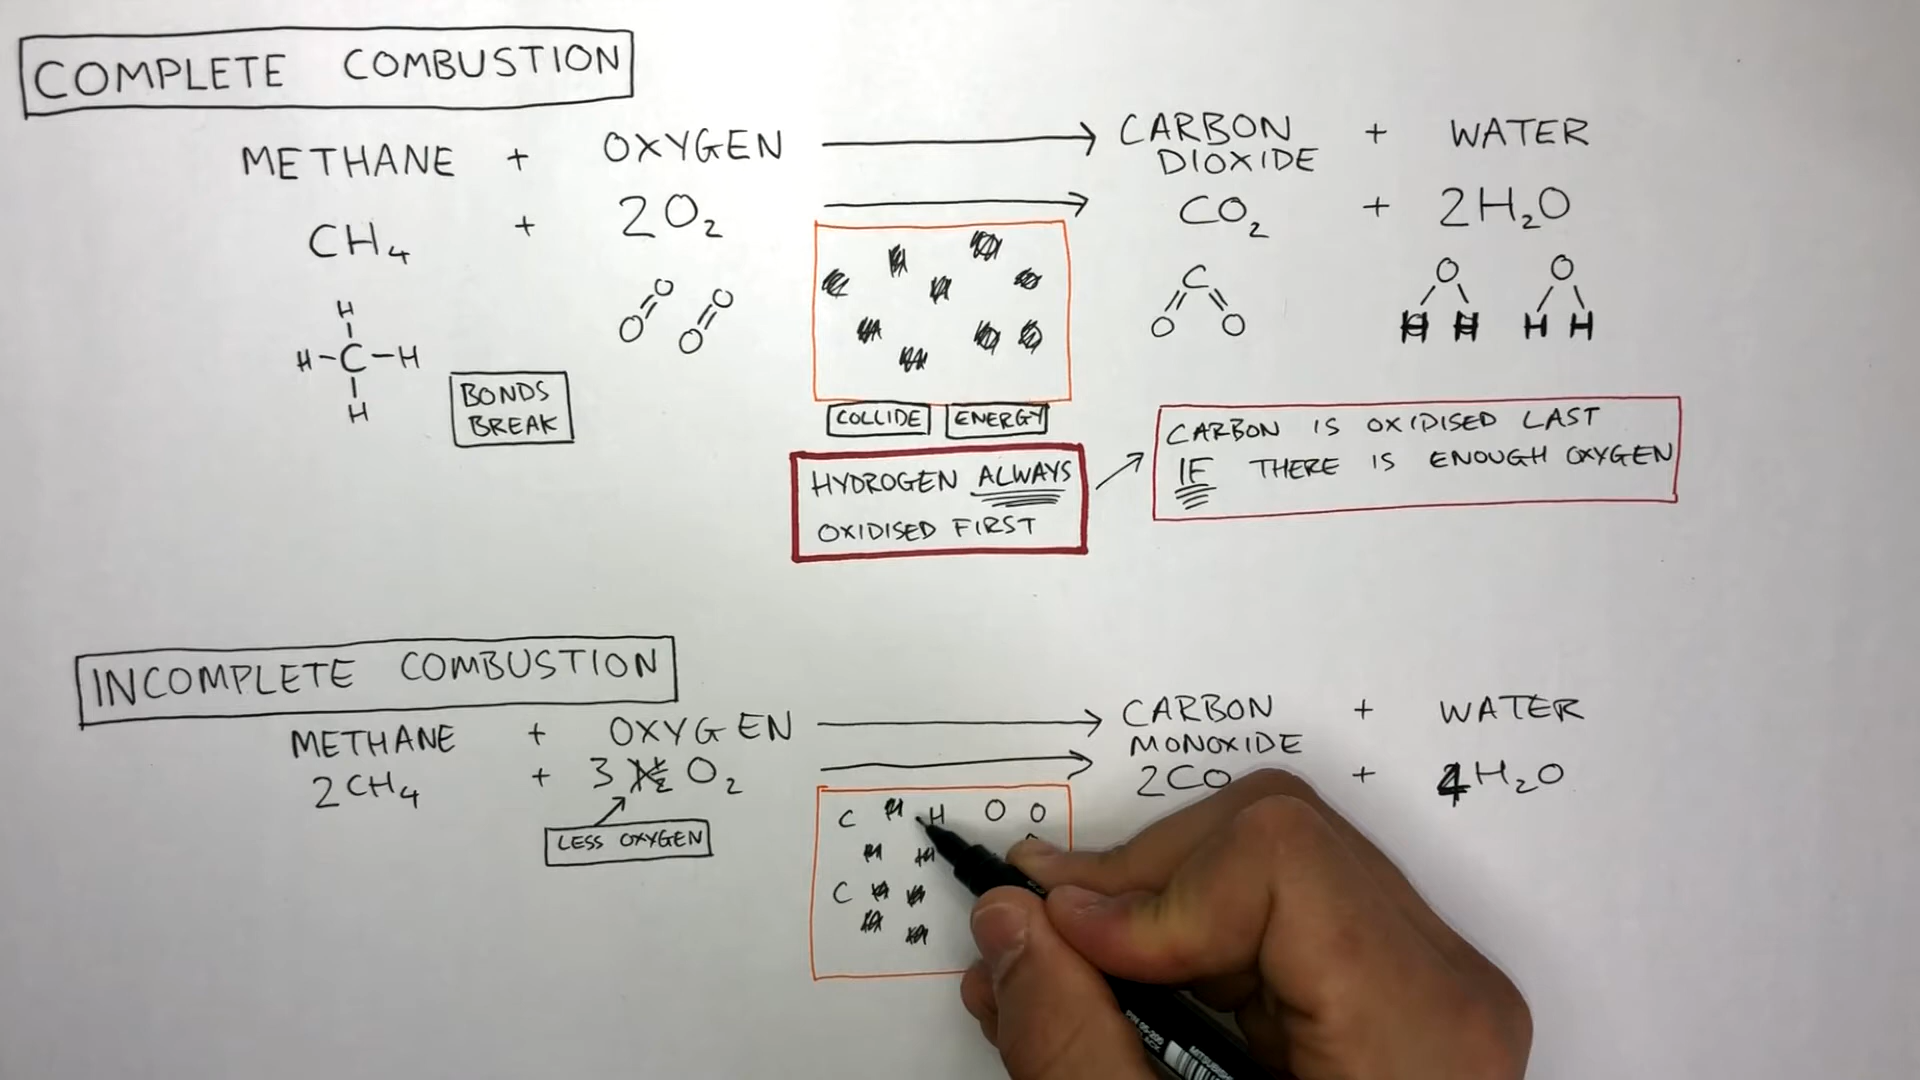 COMPLETE COMBUSTION
METHANE + OXYGEN → CARBON DIOXIDE + WATER
CH₄ + 2O₂ → CO₂ + 2H₂O
H
H-C-H
H
O=O O=O
C
O O
O O
H H H H
BONDS
BREAK
COLLIDE ENERGY
HYDROGEN ALWAYS
OXIDISED FIRST
CARBON IS OXIDISED LAST
IF THERE IS ENOUGH OXYGEN
INCOMPLETE COMBUSTION
METHANE + OXYGEN → CARBON MONOXIDE + WATER
2CH₄ + 3 O₂ → 2CO + 4H₂O
LESS OXYGEN
C H H O O
H H
C